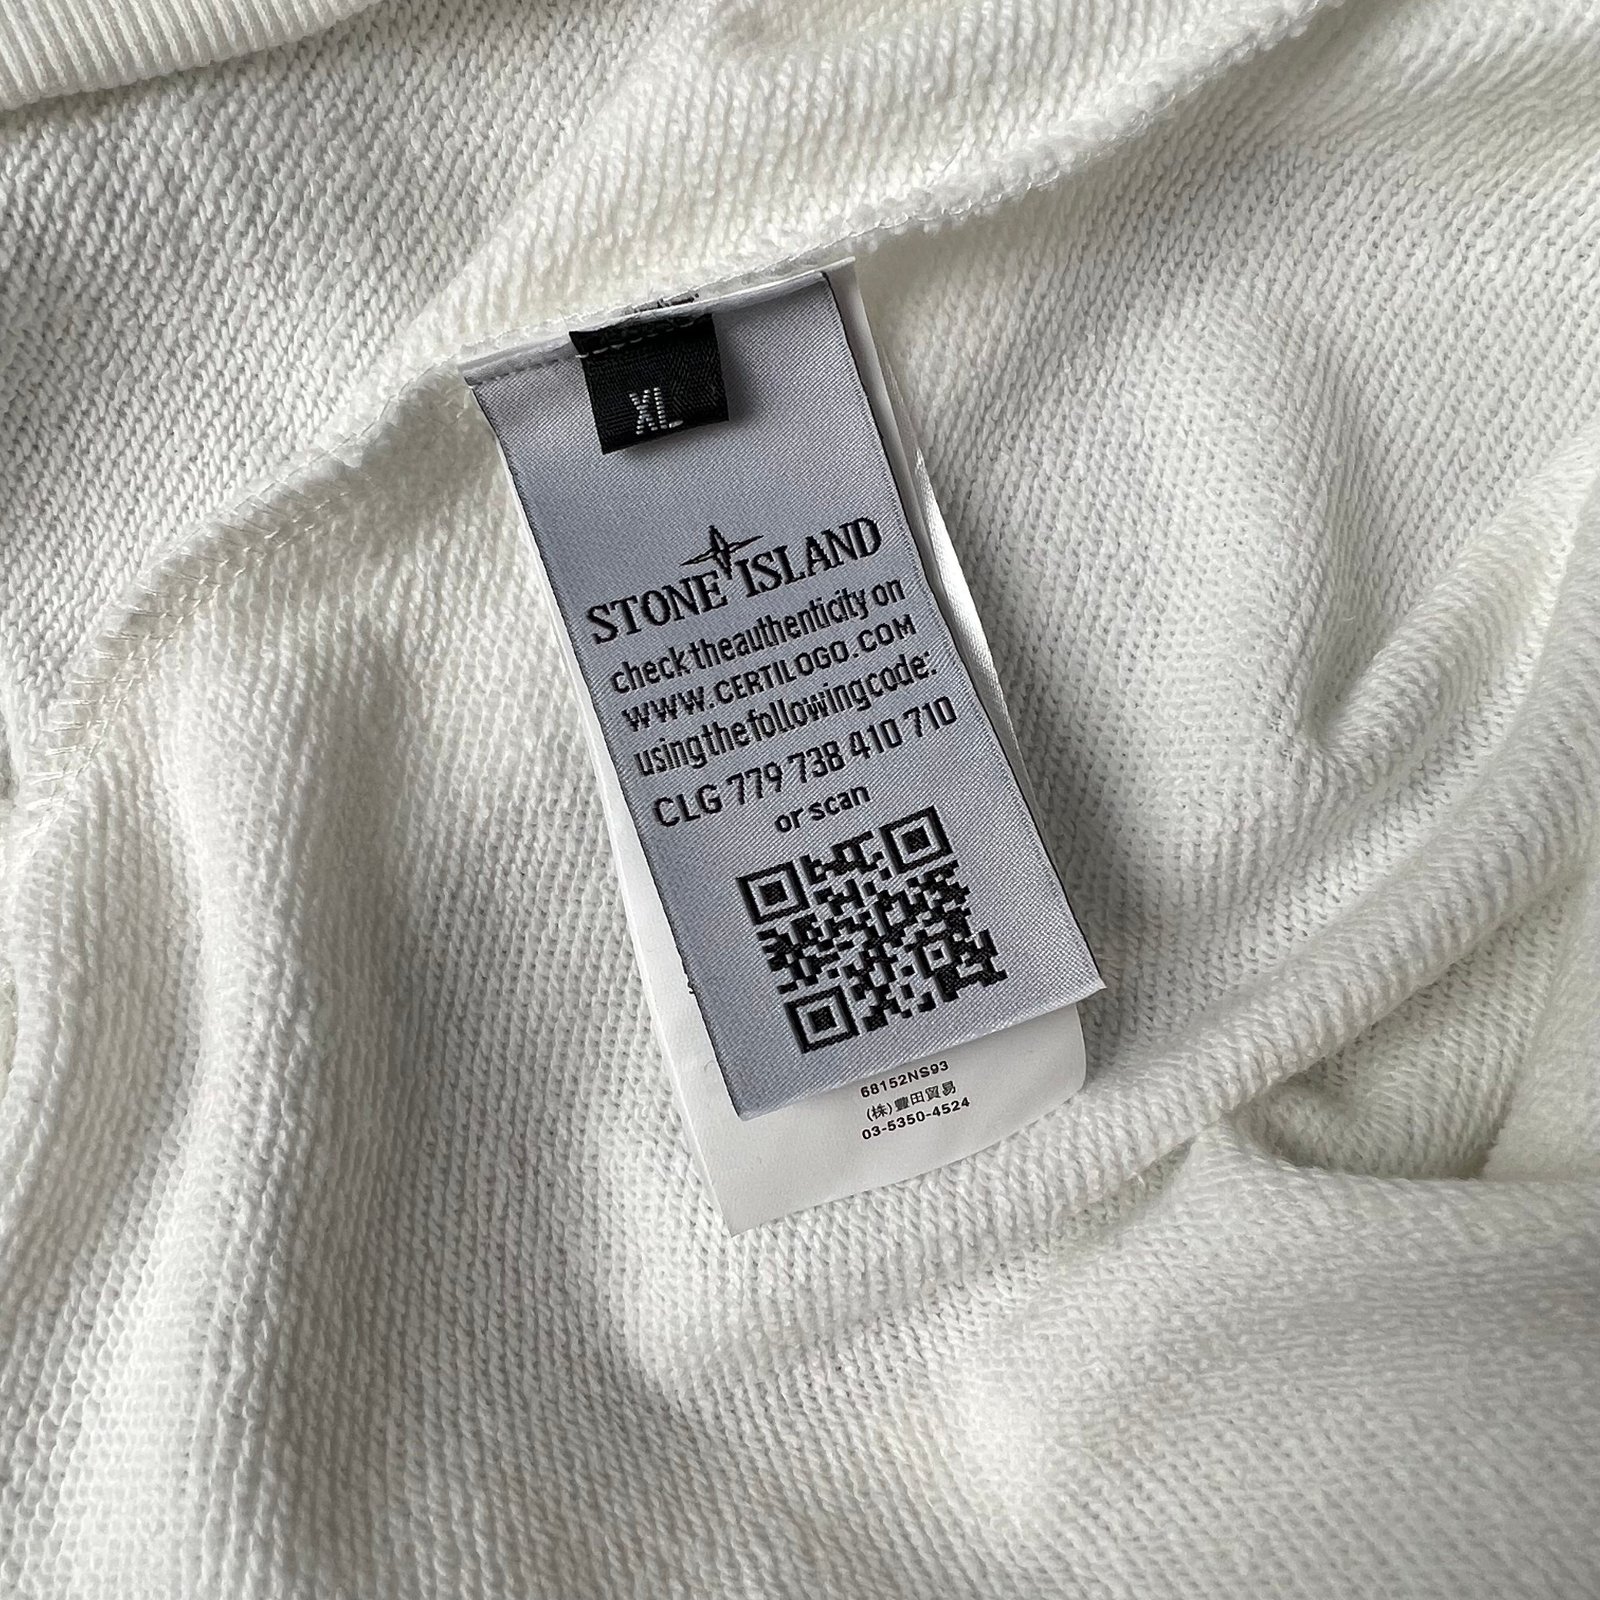 XL
STONE ISLAND
check the authenticity on
WWW.CERTILOGO.COM
using the following code:
CLG 779 738 410 710
or scan
68152NS93
(株)豊田貿易
03-5350-4524